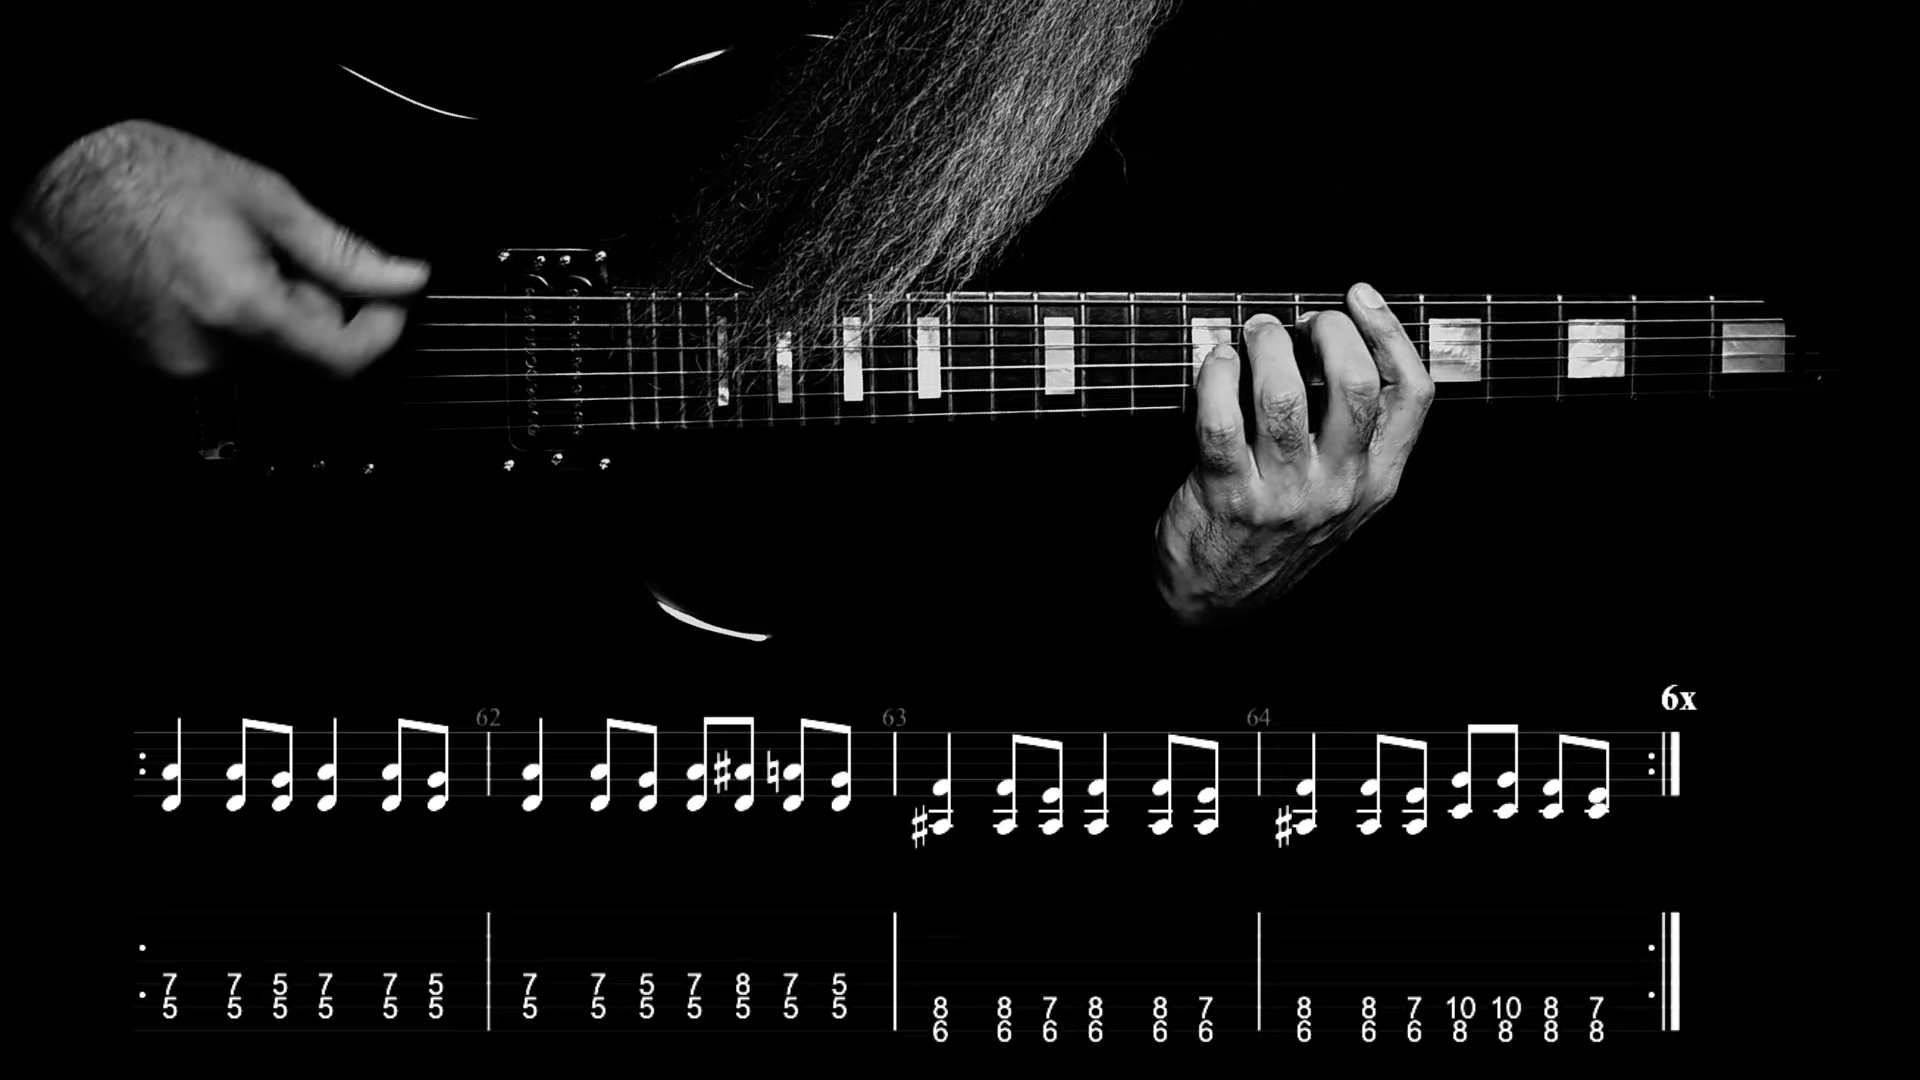 6x
62 63 64
7 7 5 7 7 5 7 7 5 7 8 7 5
5 5 5 5 5 5 5 5 5 5 5 5 5 8 8 7 8 8 7 8 8 7 10 10 8 7
6 6 6 6 6 6 6 6 6 8 8 8 8